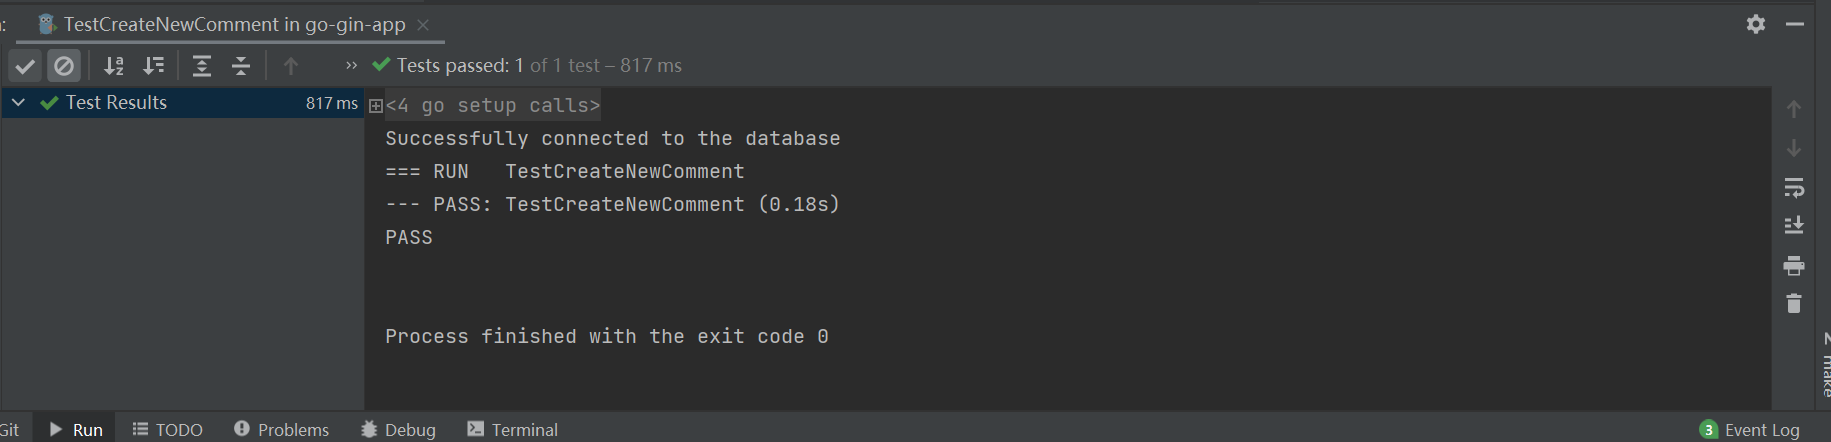 TestCreateNewComment in go-gin-app
Tests passed: 1 of 1 test – 817 ms
Test Results 817 ms
<4 go setup calls>
Successfully connected to the database
=== RUN   TestCreateNewComment
--- PASS: TestCreateNewComment (0.18s)
PASS
Process finished with the exit code 0
make
Git Run TODO Problems Debug Terminal 3 Event Log